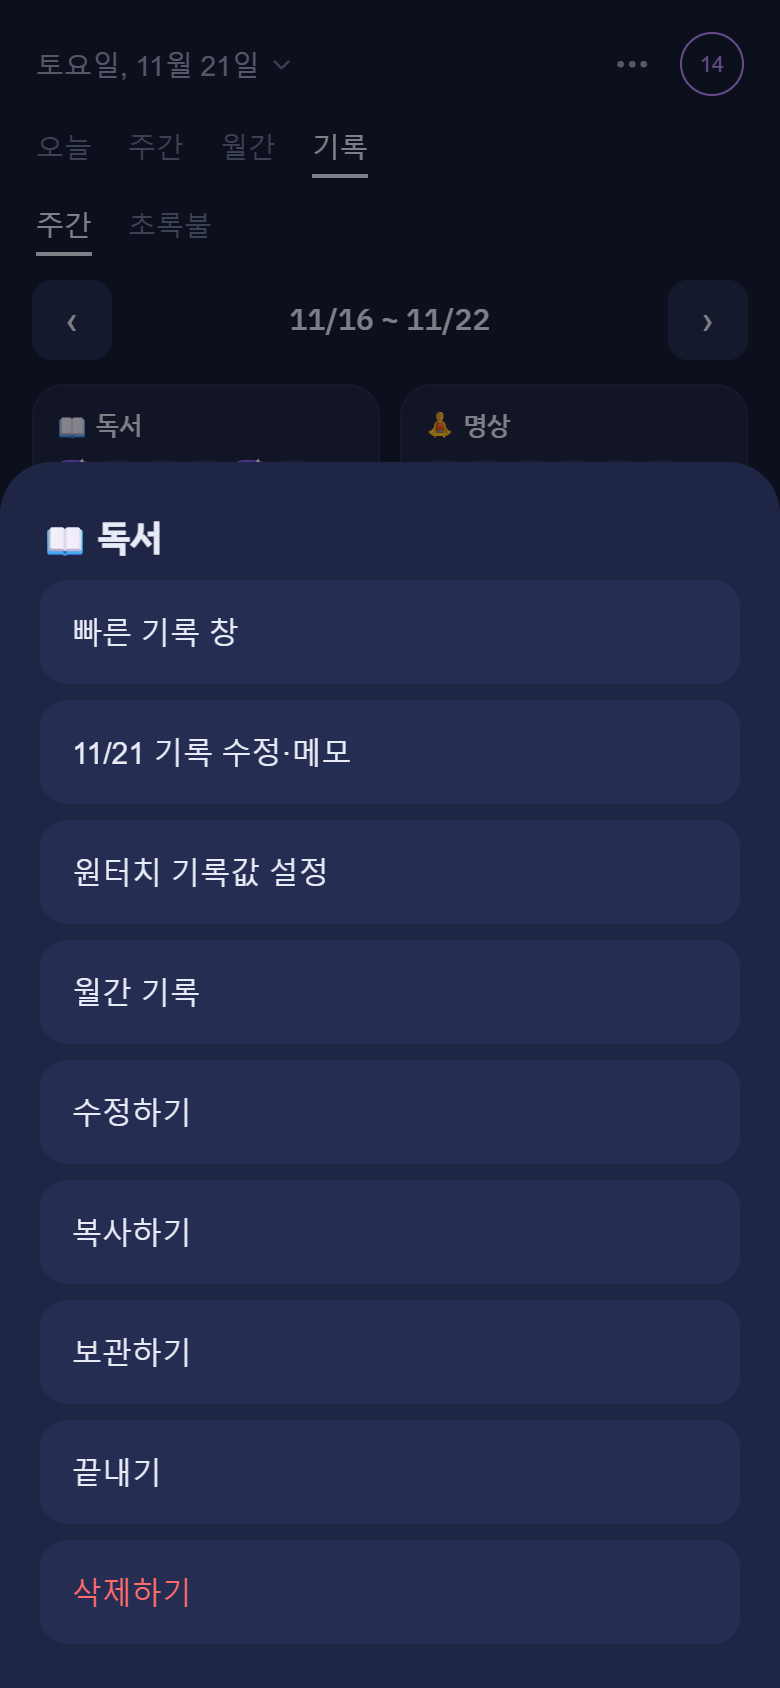 토요일, 11월 21일
14
오늘 주간 월간 기록
주간 초록불
‹ 11/16 ~ 11/22 ›
📖 독서 🧘 명상
📖 독서
빠른 기록 창
11/21 기록 수정·메모
원터치 기록값 설정
월간 기록
수정하기
복사하기
보관하기
끝내기
삭제하기